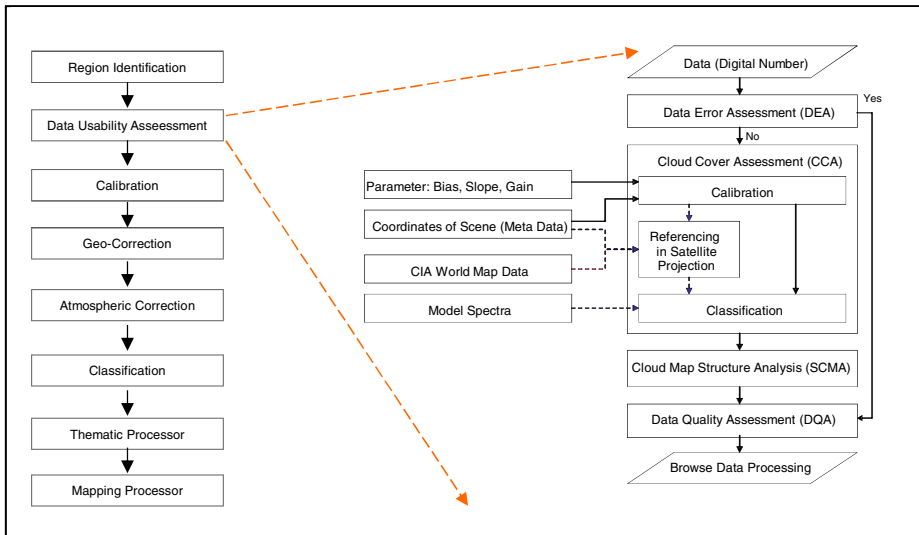 Region Identification
Data Usability Asseessment
Calibration
Geo-Correction
Atmospheric Correction
Classification
Thematic Processor
Mapping Processor
Data (Digital Number)
Data Error Assessment (DEA)
Yes
No
Cloud Cover Assessment (CCA)
Parameter: Bias, Slope, Gain
Calibration
Coordinates of Scene (Meta Data)
Referencing
in Satellite
Projection
CIA World Map Data
Model Spectra
Classification
Cloud Map Structure Analysis (SCMA)
Data Quality Assessment (DQA)
Browse Data Processing